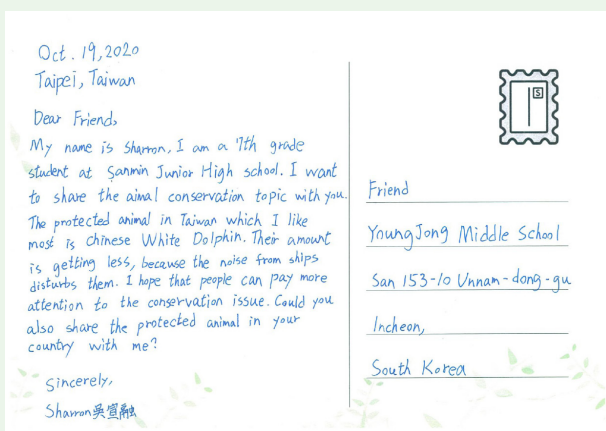 Oct. 19, 2020
Taipei, Taiwan
Dear Friend,
My name is Sharron, I am a 7th grade
student at Sanmin Junior High school. I want
to share the aimal conservation topic with you.
The protected animal in Taiwan which I like
most is Chinese White Dolphin. Their amount
is getting less, because the noise from ships
disturbs them. I hope that people can pay more
attention to the conservation issue. Could you
also share the protected animal in your
country with me?
Sincerely,
Sharron吳宣融
S
Friend
YoungJong Middle School
San 153-10 Unnam-dong-gu
Incheon,
South Korea